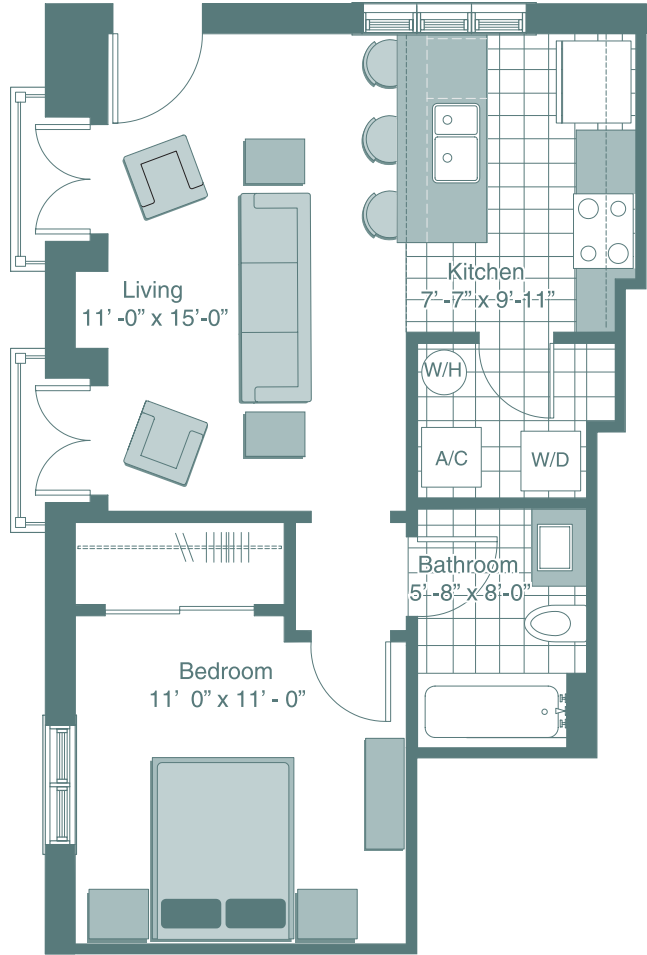 Kitchen
7'-7” x 9'-11”
Living
11' -0” x 15'-0”
W/H
A/C
W/D
Bathroom
5'-8” x 8'-0”
Bedroom
11' 0” x 11' - 0”